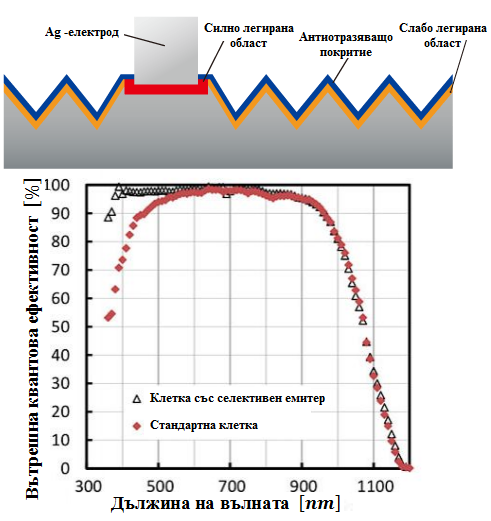 Ag -електрод
Силно легирана
област
Антиотразяващо
покритие
Слабо легирана
област
Вътрешна квантова ефективност [%]
100
90
80
70
60
50
40
30
20
10
0
Клетка със селективен емитер
Стандартна клетка
300
500
700
900
1100
Дължина на вълната [nm]